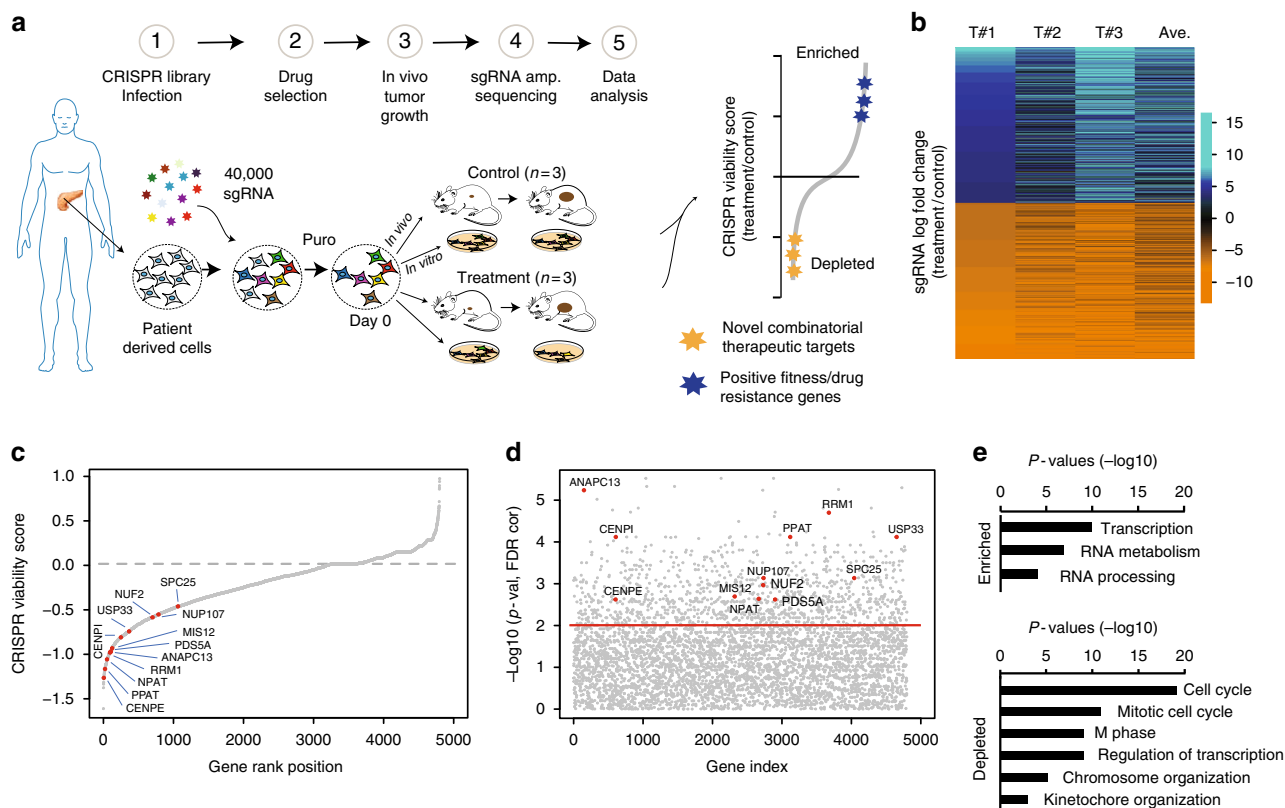 a
1
2
3
4
5
CRISPR library
Infection
Drug
selection
In vivo
tumor
growth
sgRNA amp.
sequencing
Data
analysis
40,000
sgRNA
Puro
Patient
derived cells
Day 0
In vivo
In vitro
Control (n=3)
Treatment (n=3)
CRISPR viability score
(treatment/control)
Enriched
Depleted
Novel combinatorial
therapeutic targets
Positive fitness/drug
resistance genes
b
T#1 T#2 T#3 Ave.
sgRNA log fold change
(treatment/control)
15
10
5
0
−5
−10
c
CRISPR viability score
1.0
0.5
0.0
−0.5
−1.0
−1.5
SPC25
NUF2
NUP107
USP33
CENPI
MIS12
PDS5A
ANAPC13
RRM1
NPAT
PPAT
CENPE
0 1000 2000 3000 4000 5000
Gene rank position
d
−Log10 (p-val, FDR cor)
5
4
3
2
1
0
ANAPC13
RRM1
CENPI
PPAT
USP33
NUP107
SPC25
NUF2
MIS12
CENPE
NPAT
PDS5A
0 1000 2000 3000 4000 5000
Gene index
e
P-values (−log10)
0 5 10 15 20
Enriched
Transcription
RNA metabolism
RNA processing
P-values (−log10)
0 5 10 15 20
Depleted
Cell cycle
Mitotic cell cycle
M phase
Regulation of transcription
Chromosome organization
Kinetochore organization